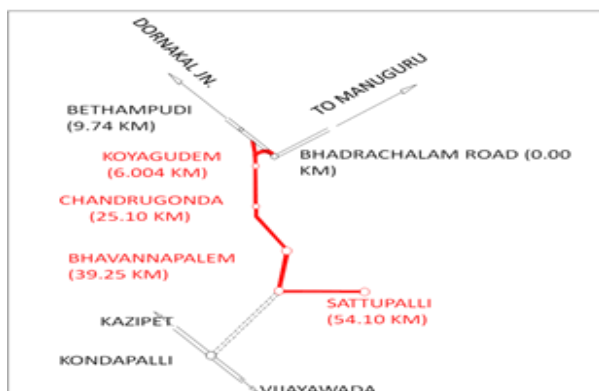 DORNAKAL JN.
TO MANUGURU
BETHAMPUDI
(9.74 KM)
BHADRACHALAM ROAD (0.00
KM)
KOYAGUDEM
(6.004 KM)
CHANDRUGONDA
(25.10 KM)
BHAVANNAPALEM
(39.25 KM)
SATTUPALLI
(54.10 KM)
KAZIPET
KONDAPALLI
VIJAYAWADA